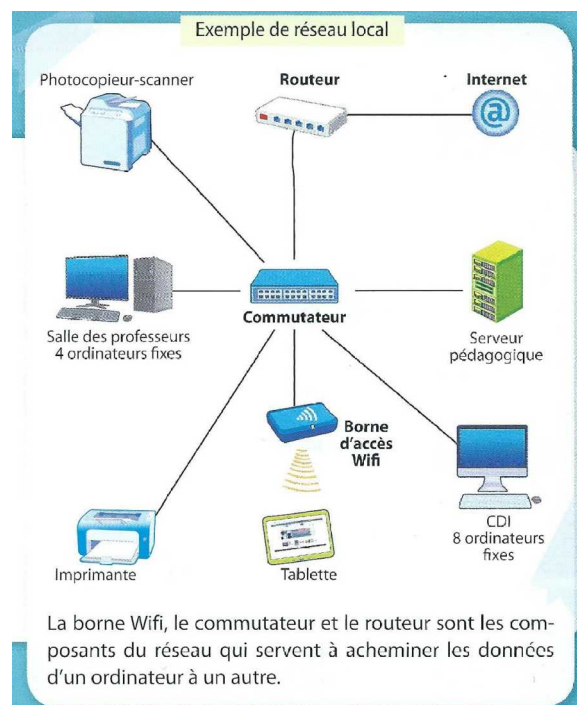 Exemple de réseau local
Photocopieur-scanner
Routeur
Internet
@
Salle des professeurs
4 ordinateurs fixes
Commutateur
Serveur
pédagogique
Borne
d'accès
Wifi
CDI
8 ordinateurs
fixes
Imprimante
Tablette
La borne Wifi, le commutateur et le routeur sont les com-
posants du réseau qui servent à acheminer les données
d'un ordinateur à un autre.